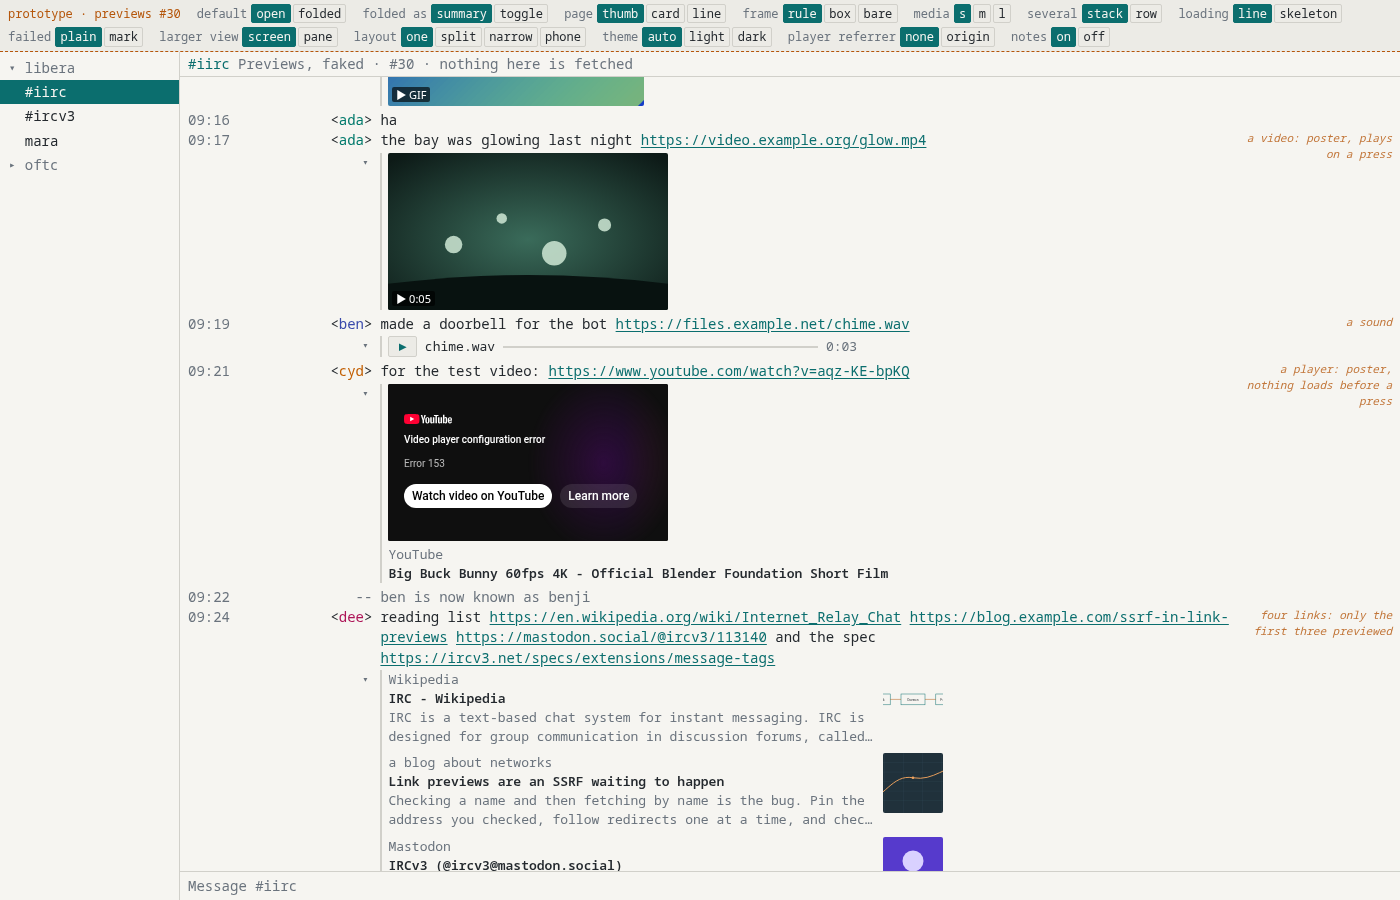 prototype · previews #30 default open folded folded as summary toggle page thumb card line frame rule box bare media s m l several stack row loading line skeleton
failed plain mark larger view screen pane layout one split narrow phone theme auto light dark player referrer none origin notes on off
▾ libera
#iirc
#ircv3
mara
▸ oftc
#iirc Previews, faked · #30 · nothing here is fetched
▶ GIF
09:16 <ada> ha
09:17 <ada> the bay was glowing last night https://video.example.org/glow.mp4
a video: poster, plays
on a press
▶ 0:05
09:19 <ben> made a doorbell for the bot https://files.example.net/chime.wav
a sound
▶ chime.wav 0:03
09:21 <cyd> for the test video: https://www.youtube.com/watch?v=aqz-KE-bpKQ
a player: poster,
nothing loads before a
press
YouTube
Video player configuration error
Error 153
Watch video on YouTube Learn more
YouTube
Big Buck Bunny 60fps 4K - Official Blender Foundation Short Film
09:22 -- ben is now known as benji
09:24 <dee> reading list https://en.wikipedia.org/wiki/Internet_Relay_Chat https://blog.example.com/ssrf-in-link-
previews https://mastodon.social/@ircv3/113140 and the spec
https://ircv3.net/specs/extensions/message-tags
four links: only the
first three previewed
Wikipedia
IRC - Wikipedia
IRC is a text-based chat system for instant messaging. IRC is
designed for group communication in discussion forums, called…
a blog about networks
Link previews are an SSRF waiting to happen
Checking a name and then fetching by name is the bug. Pin the
address you checked, follow redirects one at a time, and chec…
Mastodon
IRCv3 (@ircv3@mastodon.social)
Message #iirc